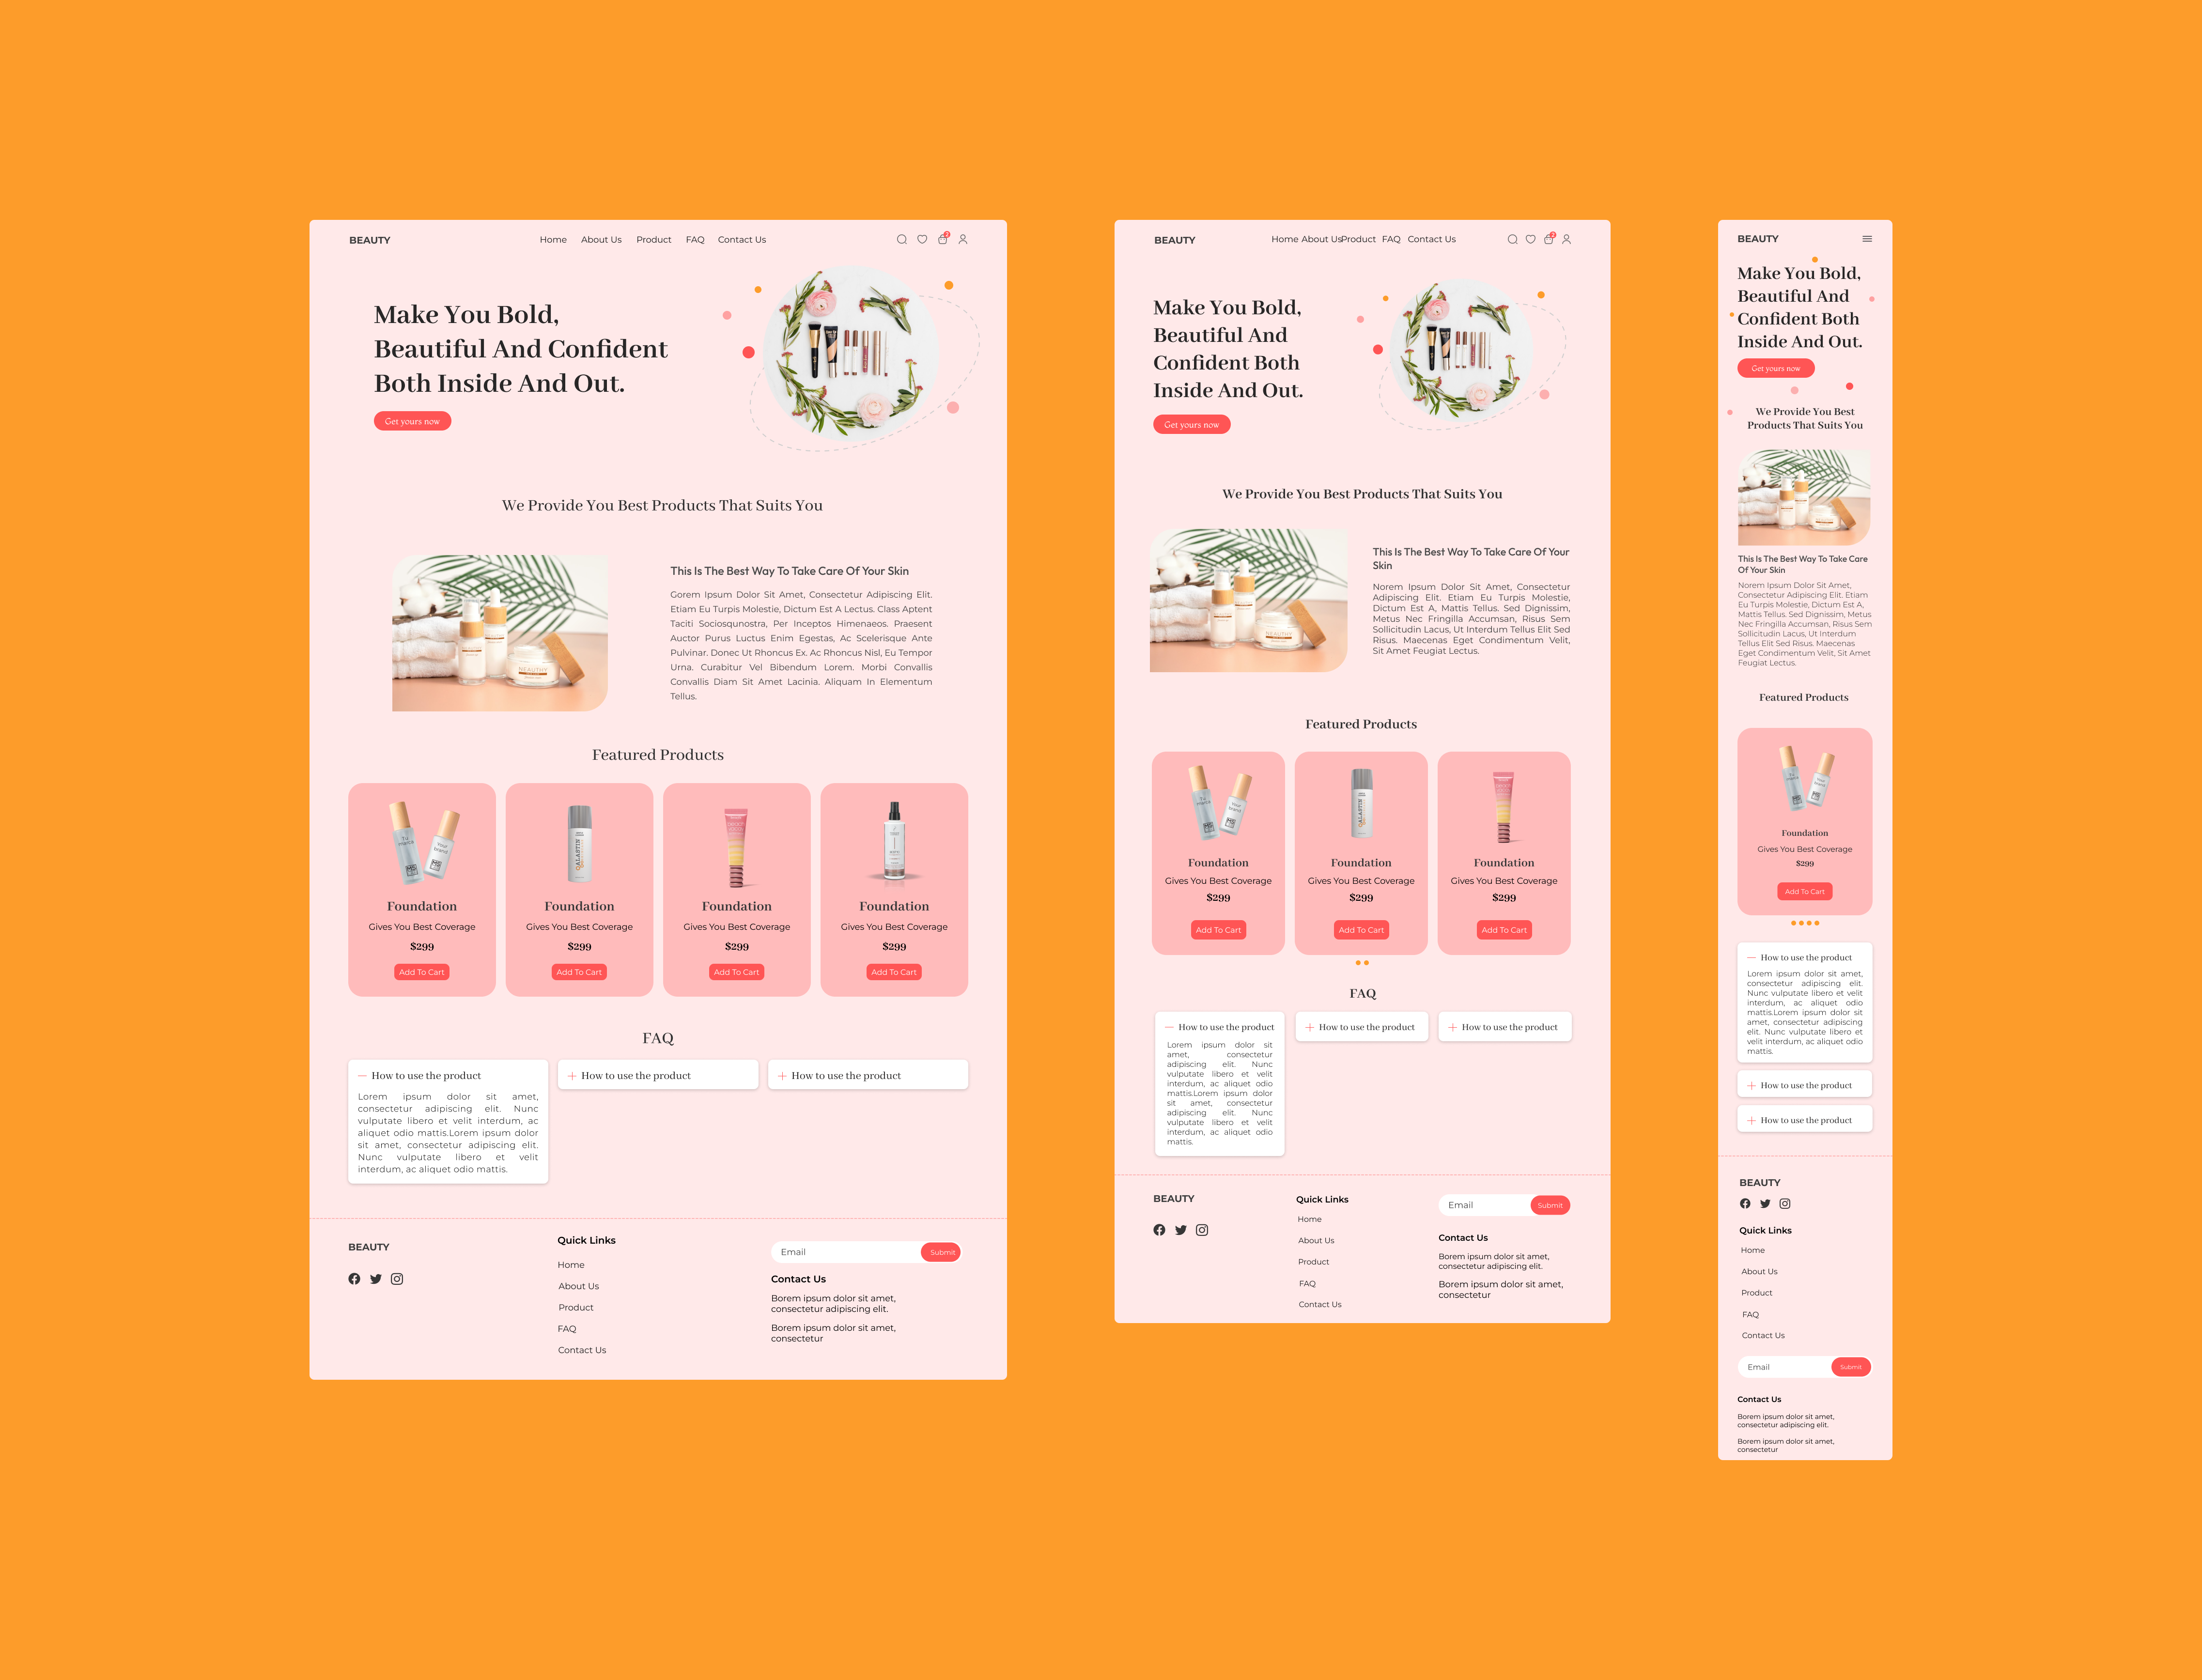 BEAUTY
Home About Us Product FAQ Contact Us
2
Make You Bold,
Beautiful And Confident
Both Inside And Out.
Get yours now
We Provide You Best Products That Suits You
This Is The Best Way To Take Care Of Your Skin
Gorem Ipsum Dolor Sit Amet, Consectetur Adipiscing Elit.
Etiam Eu Turpis Molestie, Dictum Est A Lectus. Class Aptent
Taciti Sociosqunostra, Per Inceptos Himenaeos. Praesent
Auctor Purus Luctus Enim Egestas, Ac Scelerisque Ante
Pulvinar. Donec Ut Rhoncus Ex. Ac Rhoncus Nisl, Eu Tempor
Urna. Curabitur Vel Bibendum Lorem. Morbi Convallis
Convallis Diam Sit Amet Lacinia. Aliquam In Elementum
Tellus.
Featured Products
Tu marca
Your brand
Foundation
Gives You Best Coverage
$299
Add To Cart
GALASTIN
Foundation
Gives You Best Coverage
$299
Add To Cart
Foundation
Gives You Best Coverage
$299
Add To Cart
Foundation
Gives You Best Coverage
$299
Add To Cart
FAQ
How to use the product
Lorem ipsum dolor sit amet,
consectetur adipiscing elit. Nunc
vulputate libero et velit interdum, ac
aliquet odio mattis.Lorem ipsum dolor
sit amet, consectetur adipiscing elit.
Nunc vulputate libero et velit
interdum, ac aliquet odio mattis.
How to use the product
How to use the product
BEAUTY
Quick Links
Home
About Us
Product
FAQ
Contact Us
Email
Submit
Contact Us
Borem ipsum dolor sit amet,
consectetur adipiscing elit.
Borem ipsum dolor sit amet,
consectetur
BEAUTY
Home About UsProduct FAQ Contact Us
2
Make You Bold,
Beautiful And
Confident Both
Inside And Out.
Get yours now
We Provide You Best Products That Suits You
This Is The Best Way To Take Care Of Your
Skin
Norem Ipsum Dolor Sit Amet, Consectetur
Adipiscing Elit. Etiam Eu Turpis Molestie,
Dictum Est A, Mattis Tellus. Sed Dignissim,
Metus Nec Fringilla Accumsan, Risus Sem
Sollicitudin Lacus, Ut Interdum Tellus Elit Sed
Risus. Maecenas Eget Condimentum Velit,
Sit Amet Feugiat Lectus.
Featured Products
Tu marca
Your brand
Foundation
Gives You Best Coverage
$299
Add To Cart
GALASTIN
Foundation
Gives You Best Coverage
$299
Add To Cart
Foundation
Gives You Best Coverage
$299
Add To Cart
FAQ
How to use the product
Lorem ipsum dolor sit
amet, consectetur
adipiscing elit. Nunc
vulputate libero et velit
interdum, ac aliquet odio
mattis.Lorem ipsum dolor
sit amet, consectetur
adipiscing elit. Nunc
vulputate libero et velit
interdum, ac aliquet odio
mattis.
How to use the product
How to use the product
BEAUTY
Quick Links
Home
About Us
Product
FAQ
Contact Us
Email
Submit
Contact Us
Borem ipsum dolor sit amet,
consectetur adipiscing elit.
Borem ipsum dolor sit amet,
consectetur
BEAUTY
Make You Bold,
Beautiful And
Confident Both
Inside And Out.
Get yours now
We Provide You Best
Products That Suits You
This Is The Best Way To Take Care
Of Your Skin
Norem Ipsum Dolor Sit Amet,
Consectetur Adipiscing Elit. Etiam
Eu Turpis Molestie, Dictum Est A,
Mattis Tellus. Sed Dignissim, Metus
Nec Fringilla Accumsan, Risus Sem
Sollicitudin Lacus, Ut Interdum
Tellus Elit Sed Risus. Maecenas
Eget Condimentum Velit, Sit Amet
Feugiat Lectus.
Featured Products
Foundation
Gives You Best Coverage
$299
Add To Cart
How to use the product
Lorem ipsum dolor sit amet,
consectetur adipiscing elit.
Nunc vulputate libero et velit
interdum, ac aliquet odio
mattis.Lorem ipsum dolor sit
amet, consectetur adipiscing
elit. Nunc vulputate libero et
velit interdum, ac aliquet odio
mattis.
How to use the product
How to use the product
BEAUTY
Quick Links
Home
About Us
Product
FAQ
Contact Us
Email
Submit
Contact Us
Borem ipsum dolor sit amet,
consectetur adipiscing elit.
Borem ipsum dolor sit amet,
consectetur